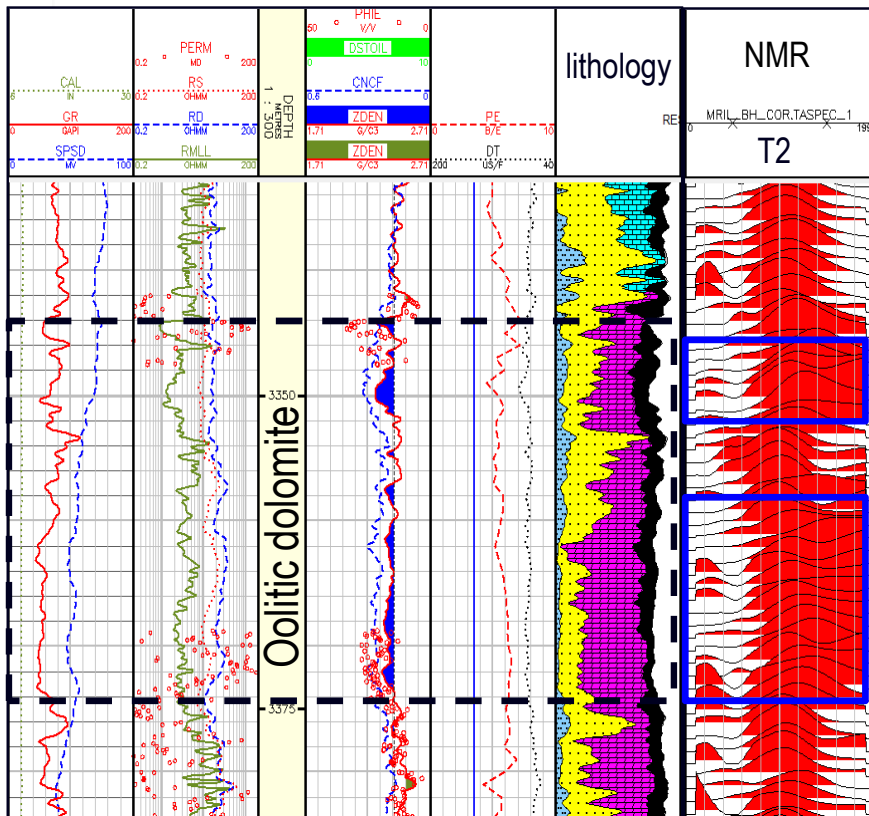 CAL
6 IN 30
GR
0 GAPI 200
SPSD
0 MV 100
PERM
0.2 MD 200
RS
0.2 OHMM 200
RD
0.2 OHMM 200
RMLL
0.2 OHMM 200
DEPTH
METRES
1 : 300
PHIE
50 V/V 0
DSTOIL
0 10
CNCF
0.6 0
ZDEN
1.71 G/C3 2.71
ZDEN
1.71 G/C3 2.71
PE
0 B/E 10
DT
200 US/F 40
lithology
RES
NMR
MRIL_BH_COR.TASPEC_1
0 199
T2
3350
Oolitic dolomite
3375